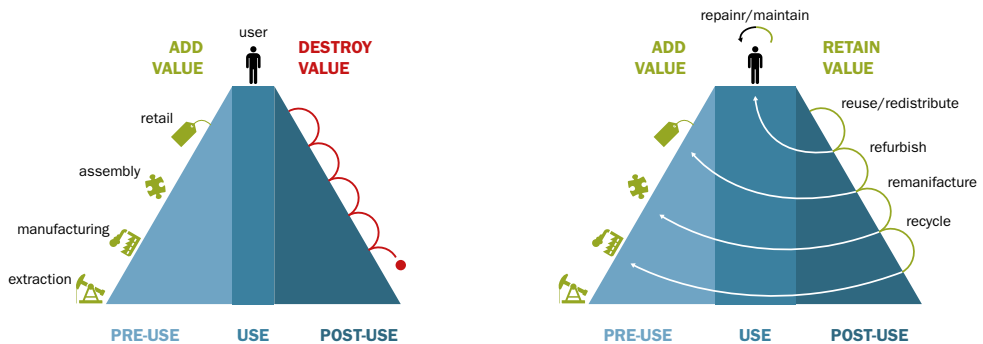 user
ADD
VALUE
DESTROY
VALUE
retail
assembly
manufacturing
extraction
PRE-USE
USE
POST-USE
repainr/maintain
ADD
VALUE
RETAIN
VALUE
reuse/redistribute
refurbish
remanifacture
recycle
PRE-USE
USE
POST-USE